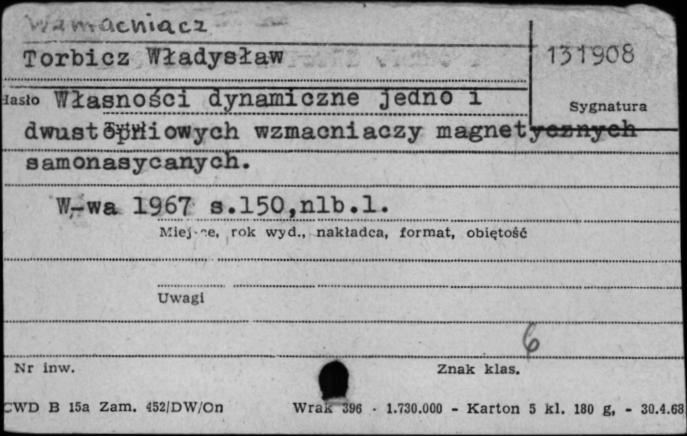 Wzmacniacz
Torbicz Władysław 131908
Hasło Własności dynamiczne jedno i Sygnatura
dwustopniowych wzmacniaczy magnetycznych
samonasycanych.
W-wa 1967 s.150,nlb.1.
Miejsce, rok wyd., nakładca, format, objętość
Uwagi
6
Nr inw. Znak klas.
CWD B 15a Zam. 452/DW/On Wrak 396 - 1.730.000 - Karton 5 kl. 180 g, - 30.4.68